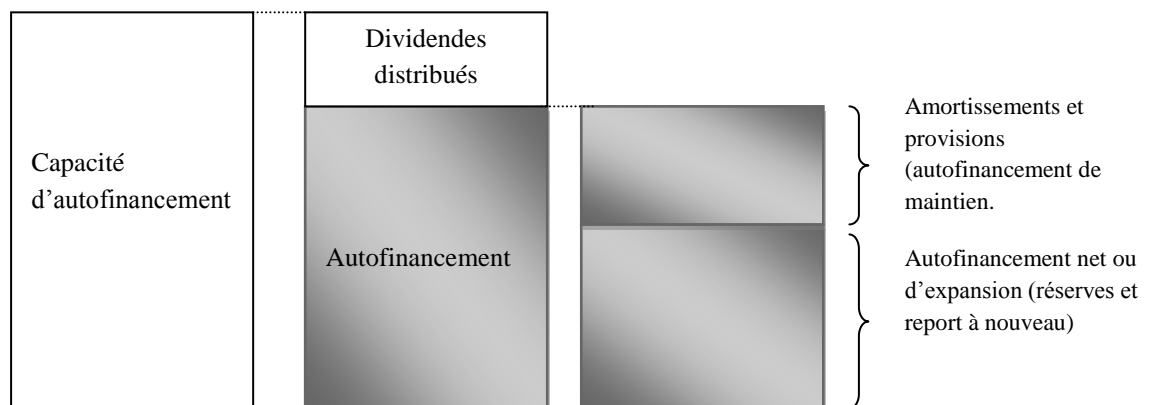 Dividendes
distribués
Capacité
d'autofinancement
Autofinancement
Amortissements et
provisions
(autofinancement de
maintien.
Autofinancement net ou
d'expansion (réserves et
report à nouveau)